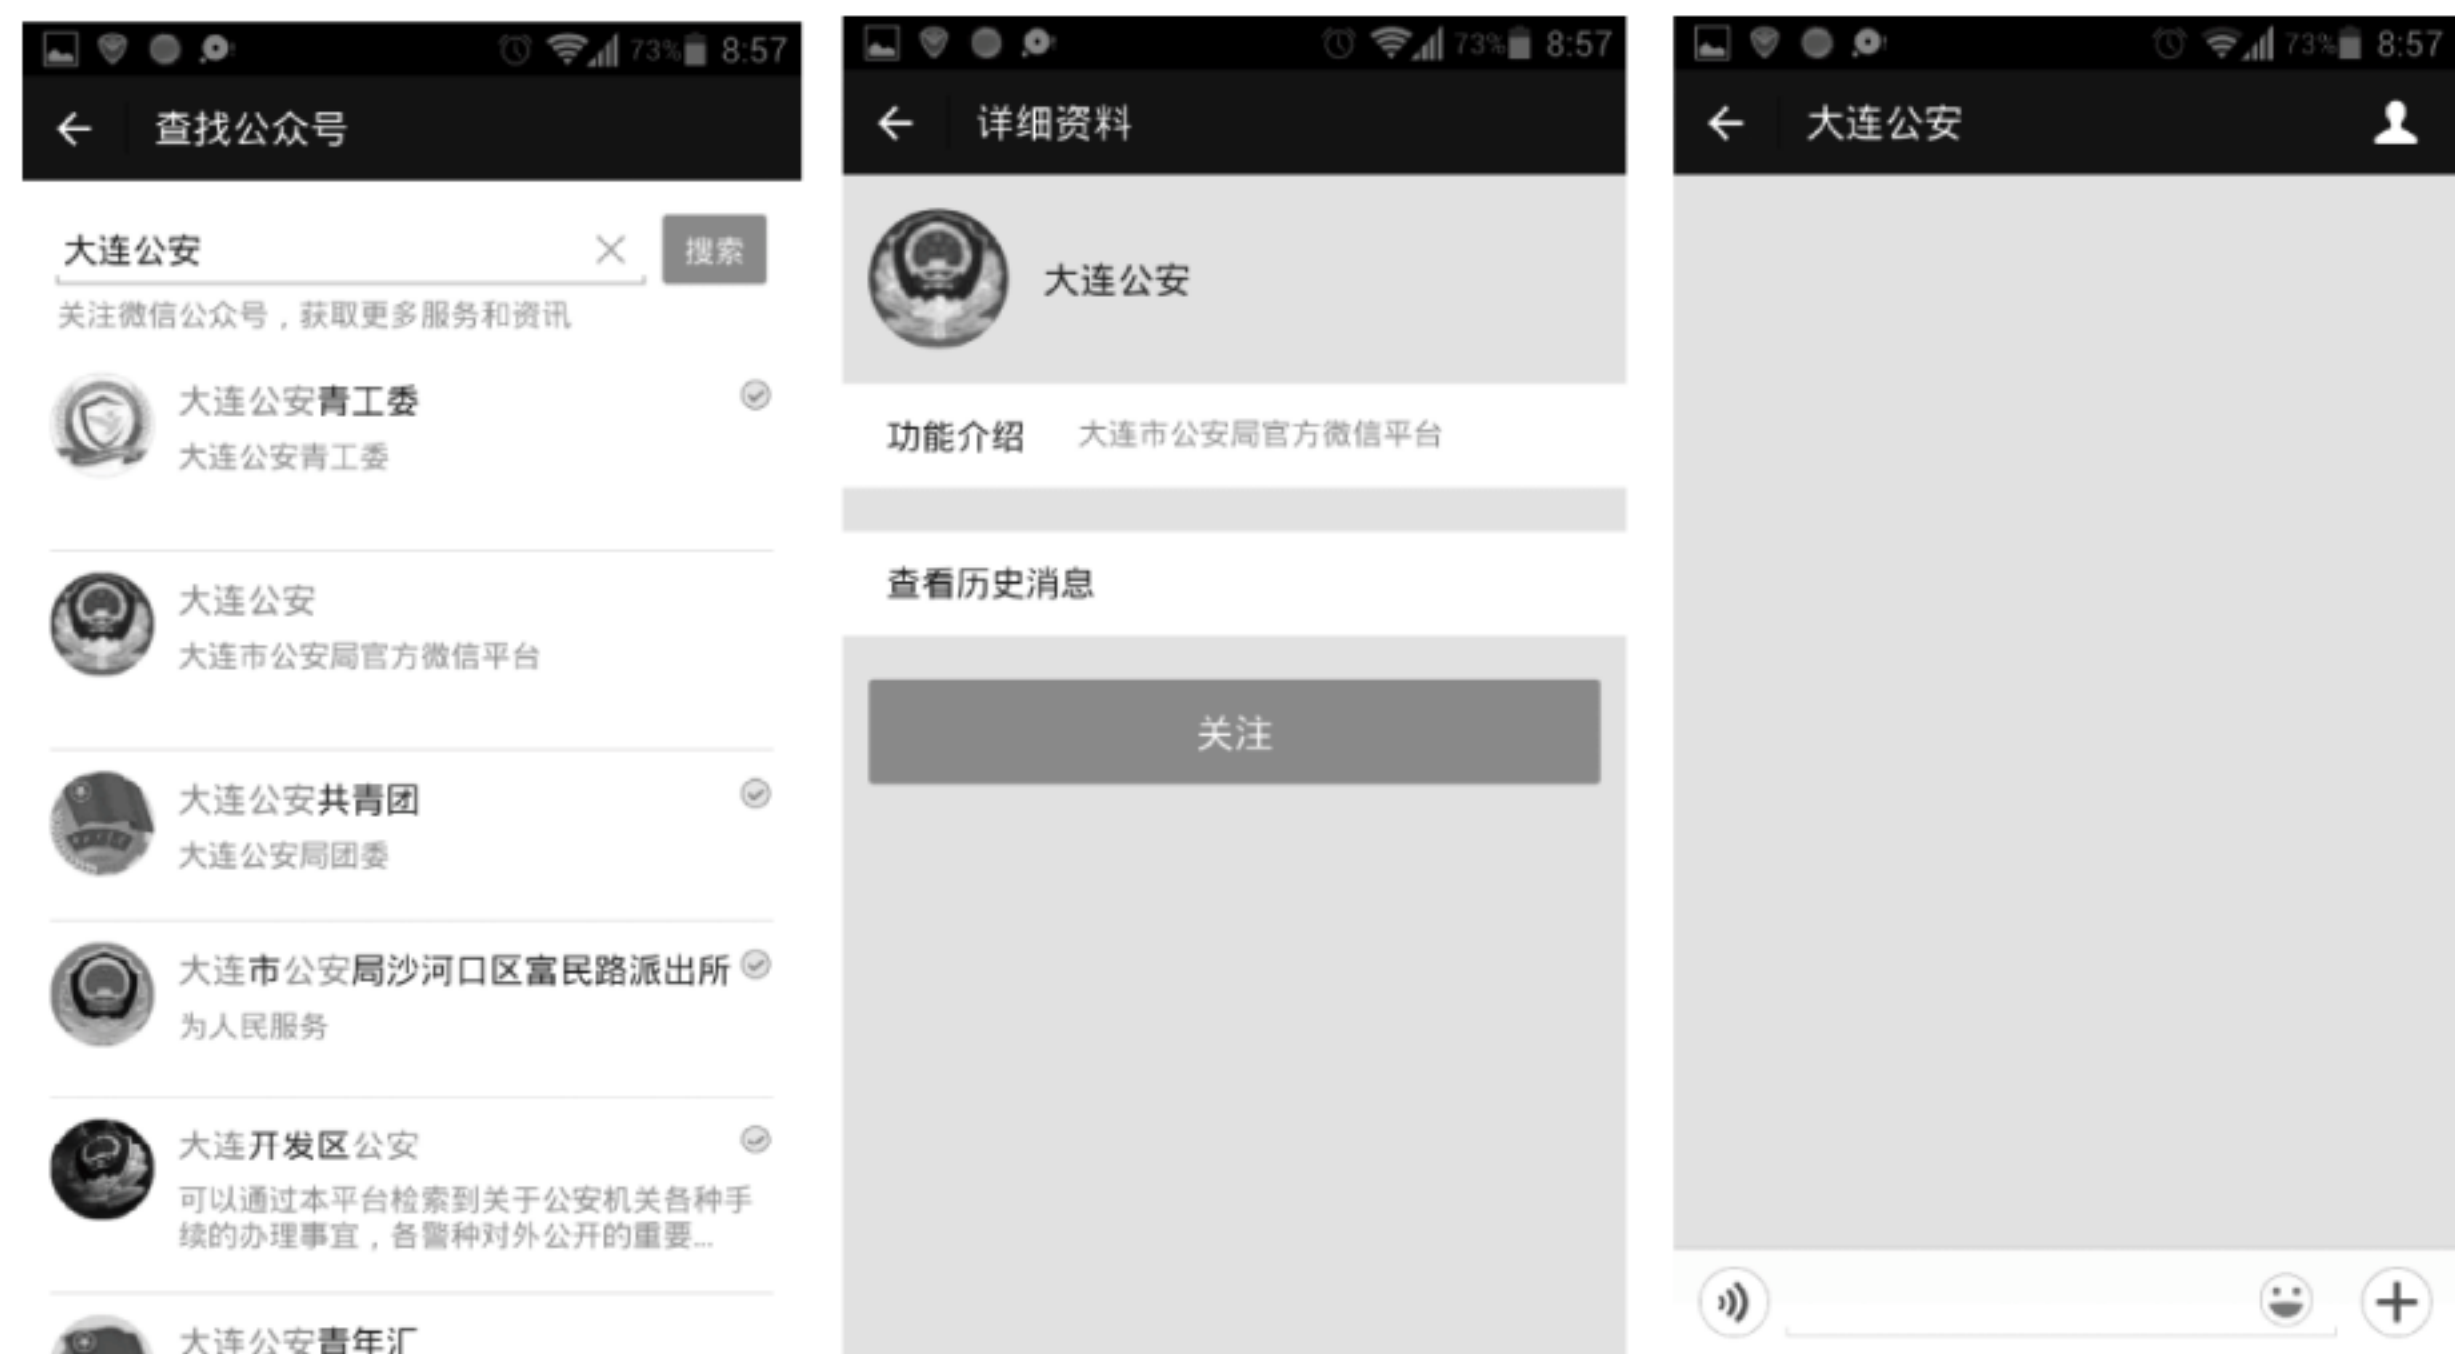 73% 8:57
查找公众号
大连公安
搜索
关注微信公众号，获取更多服务和资讯
大连公安青工委
大连公安青工委
大连公安
大连市公安局官方微信平台
大连公安共青团
大连公安局团委
大连市公安局沙河口区富民路派出所
为人民服务
大连开发区公安
可以通过本平台检索到关于公安机关各种手
续的办理事宜，各警种对外公开的重要...
大连公安青年汇
73% 8:57
详细资料
大连公安
功能介绍 大连市公安局官方微信平台
查看历史消息
关注
73% 8:57
大连公安